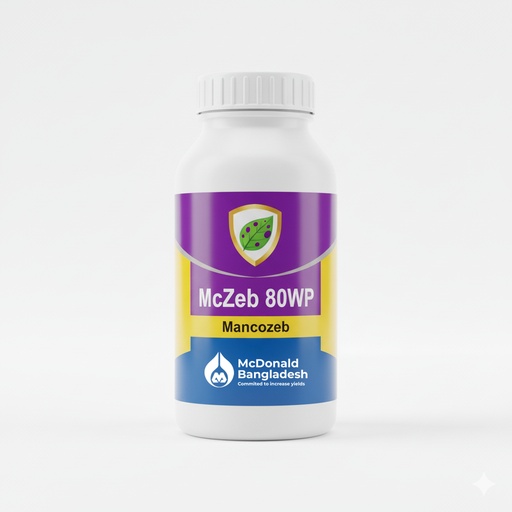 McZeb 80WP
Mancozeb
McDonald
Bangladesh
Commited to increase yields